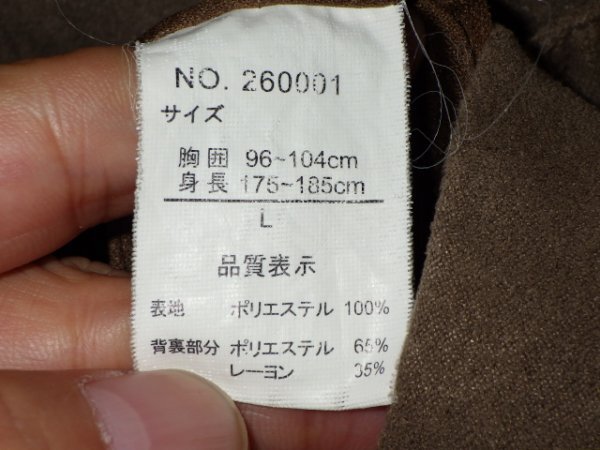 NO. 260001
サイズ
胸囲 96~104cm
身長 175~185cm
L
品質表示
表地 ポリエステル 100%
背裏部分 ポリエステル 65%
レーヨン 35%